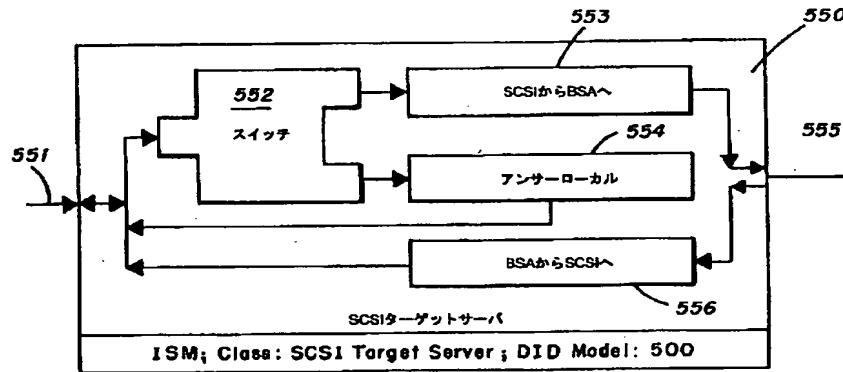 553
550
552
スイッチ
SCSIからBSAへ
555
551
554
アンサーローカル
BSAからSCSIへ
556
SCSIターゲットサーバ
ISM; Class: SCSI Target Server; DID Model: 500